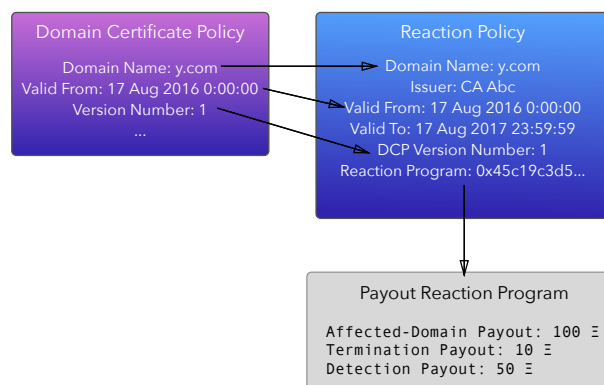 Domain Certificate Policy
Domain Name: y.com
Valid From: 17 Aug 2016 0:00:00
Version Number: 1
...
Reaction Policy
Domain Name: y.com
Issuer: CA Abc
Valid From: 17 Aug 2016 0:00:00
Valid To: 17 Aug 2017 23:59:59
DCP Version Number: 1
Reaction Program: 0x45c19c3d5...
Payout Reaction Program
Affected-Domain Payout: 100 Ξ
Termination Payout: 10 Ξ
Detection Payout: 50 Ξ